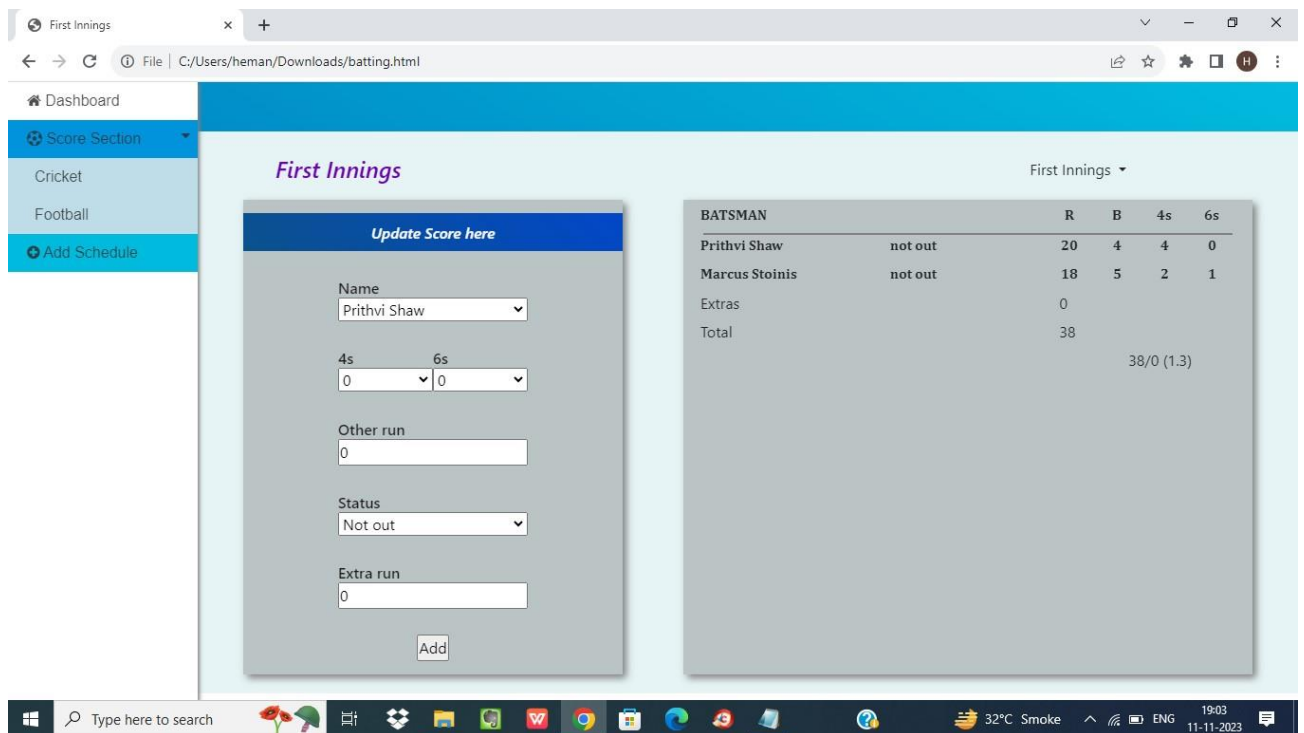 First Innings
File | C:/Users/heman/Downloads/batting.html
H
Dashboard
Score Section
Cricket
Football
Add Schedule
First Innings
First Innings
Update Score here
Name
Prithvi Shaw
4s 6s
0 0
Other run
0
Status
Not out
Extra run
0
Add
BATSMAN R B 4s 6s
Prithvi Shaw not out 20 4 4 0
Marcus Stoinis not out 18 5 2 1
Extras 0
Total 38
38/0 (1.3)
Type here to search
W
32°C Smoke
ENG
19:03
11-11-2023